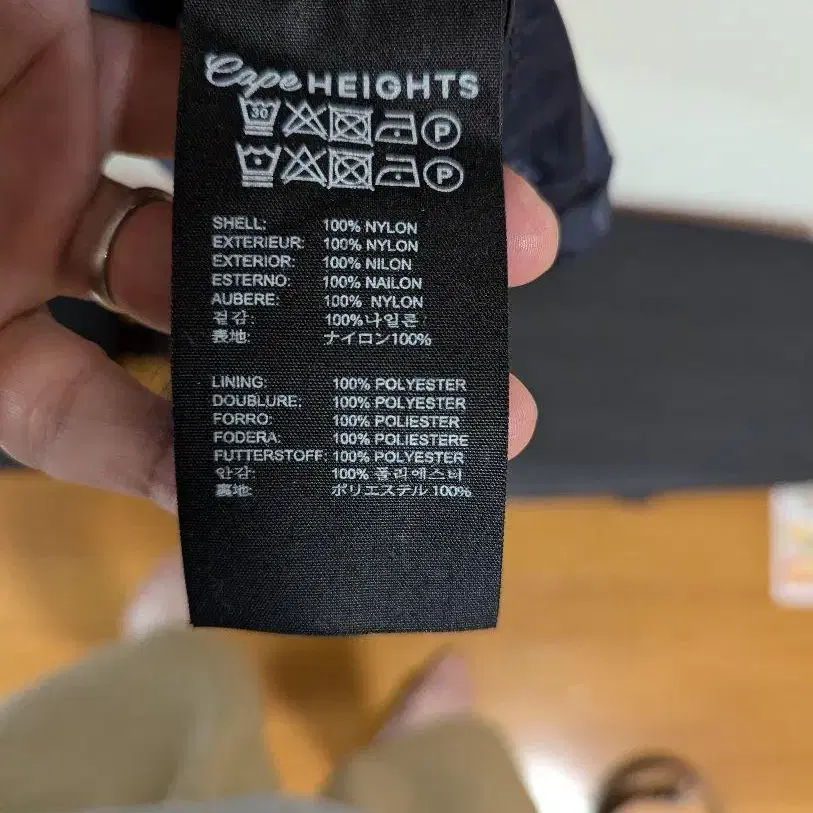 Cape HEIGHTS
30 P
P
SHELL: 100% NYLON
EXTERIEUR: 100% NYLON
EXTERIOR: 100% NILON
ESTERNO: 100% NAILON
AUBERE: 100% NYLON
겉감: 100%나일론
表地: ナイロン100%
LINING: 100% POLYESTER
DOUBLURE: 100% POLYESTER
FORRO: 100% POLIESTER
FODERA: 100% POLIESTERE
FUTTERSTOFF: 100% POLYESTER
안감: 100% 폴리에스터
裏地: ポリエステル 100%